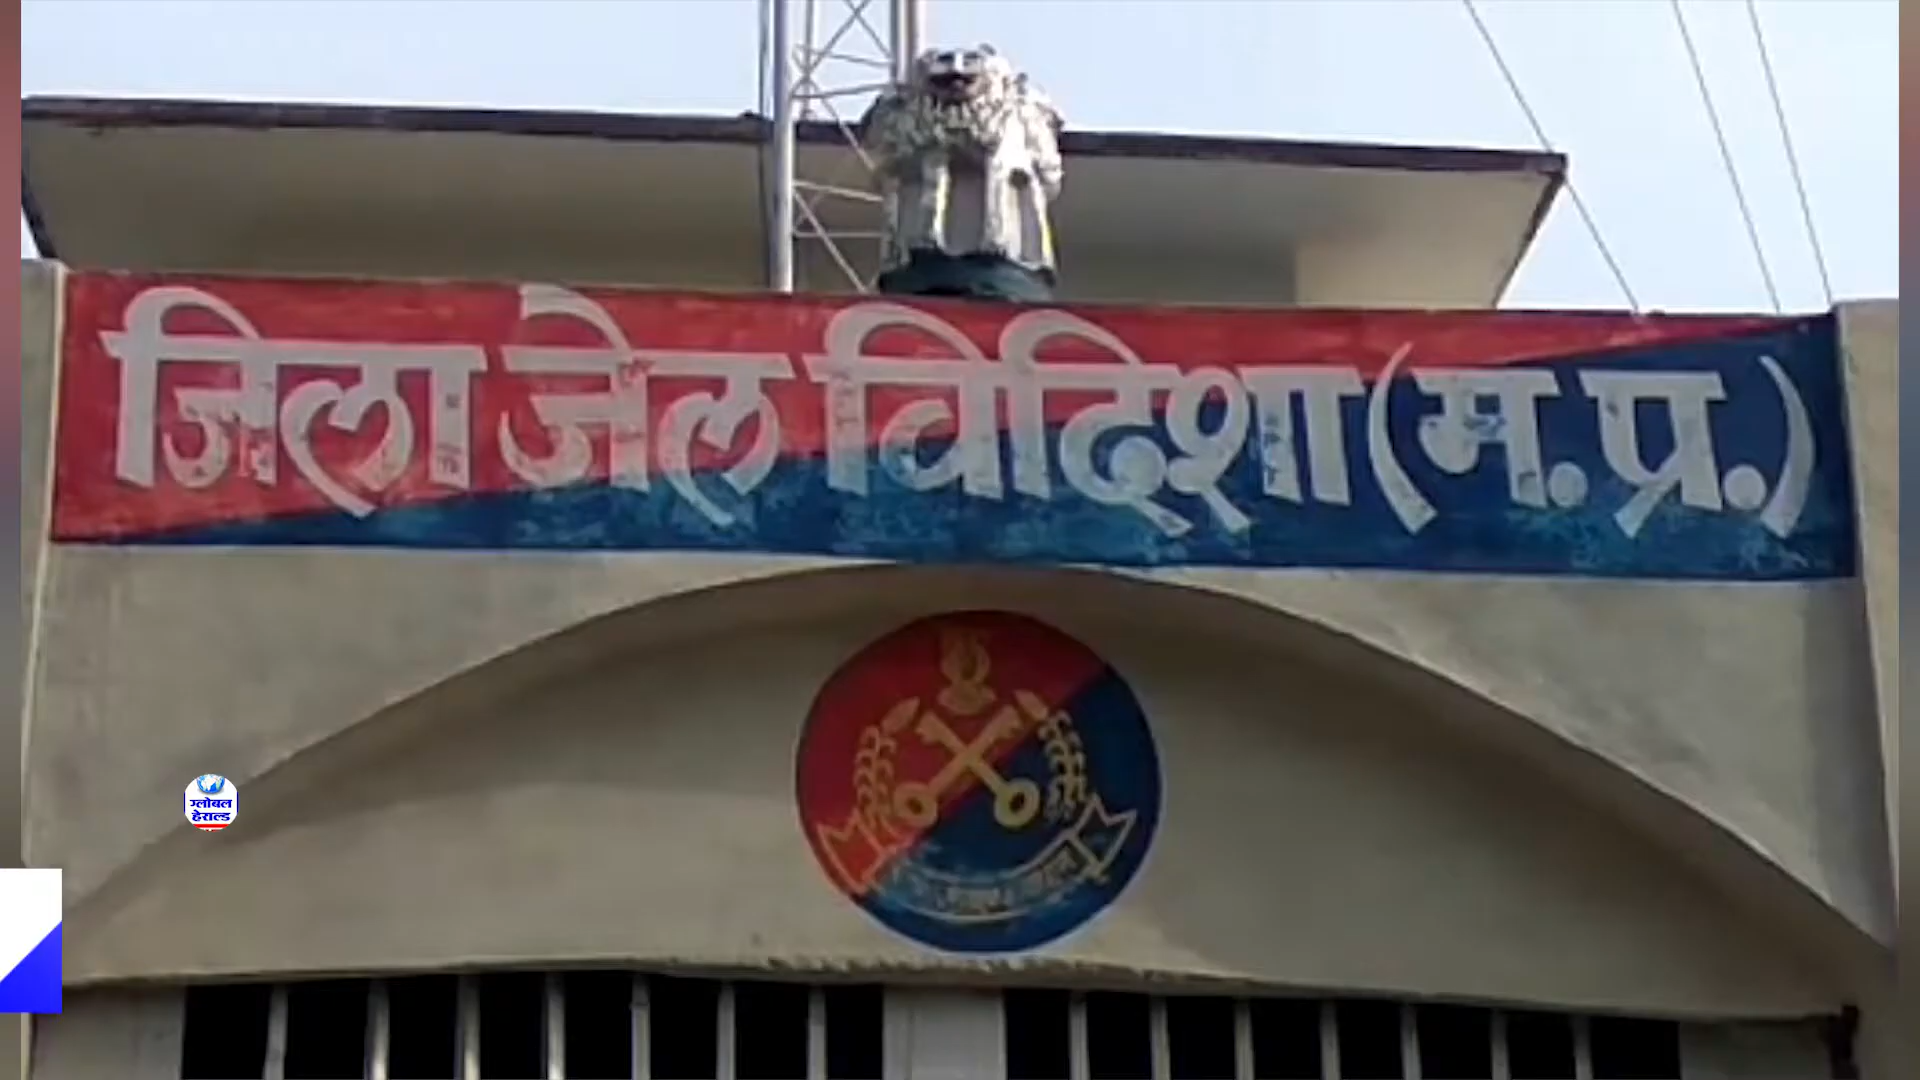 जिला जेल विदिशा (म.प्र.)
ग्लोबल
हेराल्ड